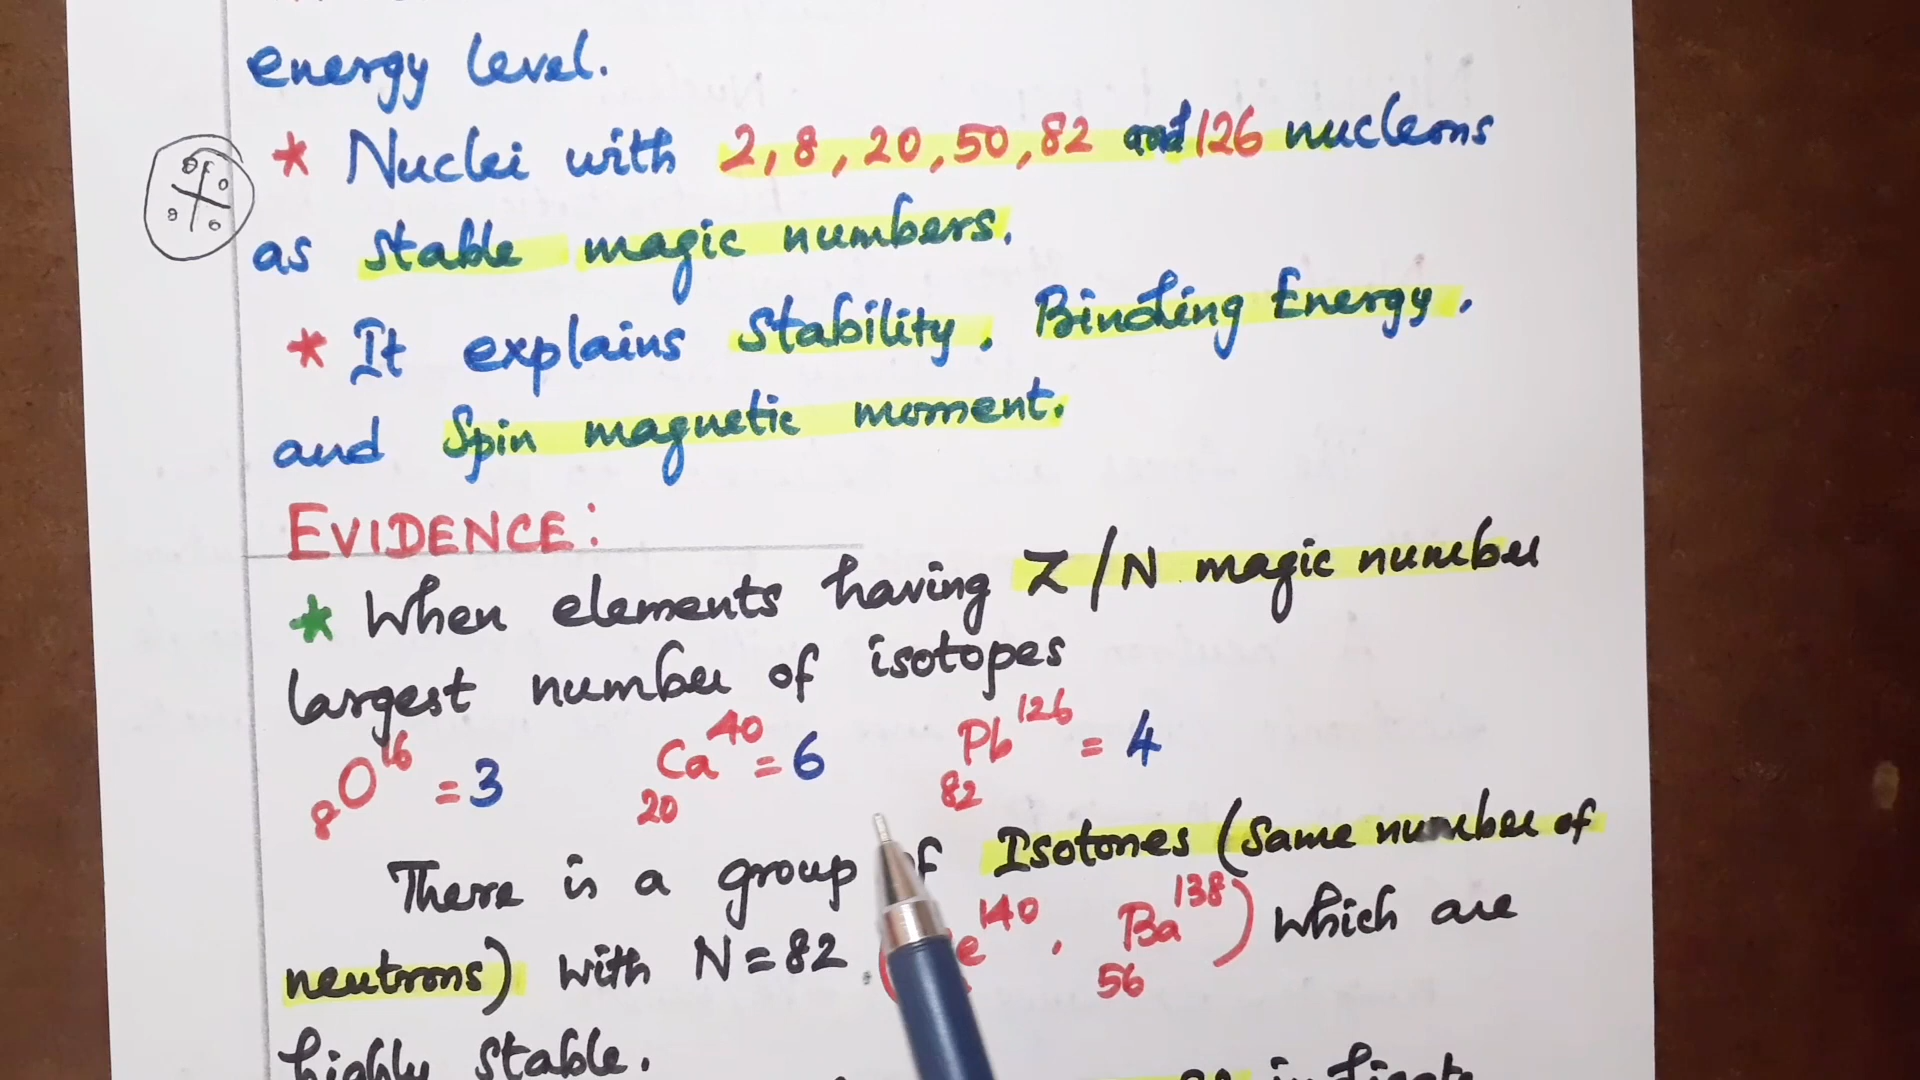 energy level.
* Nuclei with 2, 8, 20, 50, 82 and 126 nucleons
as stable magic numbers.
* It explains Stability, Binding Energy,
and Spin magnetic moment.
EVIDENCE:
* When elements having Z/N magic number
largest number of isotopes
8O16 = 3 20Ca40 = 6 82Pb126 = 4
There is a group of Isotones (same number of
neutrons) with N=82 ( e140, 56Ba138) which are
highly stable.